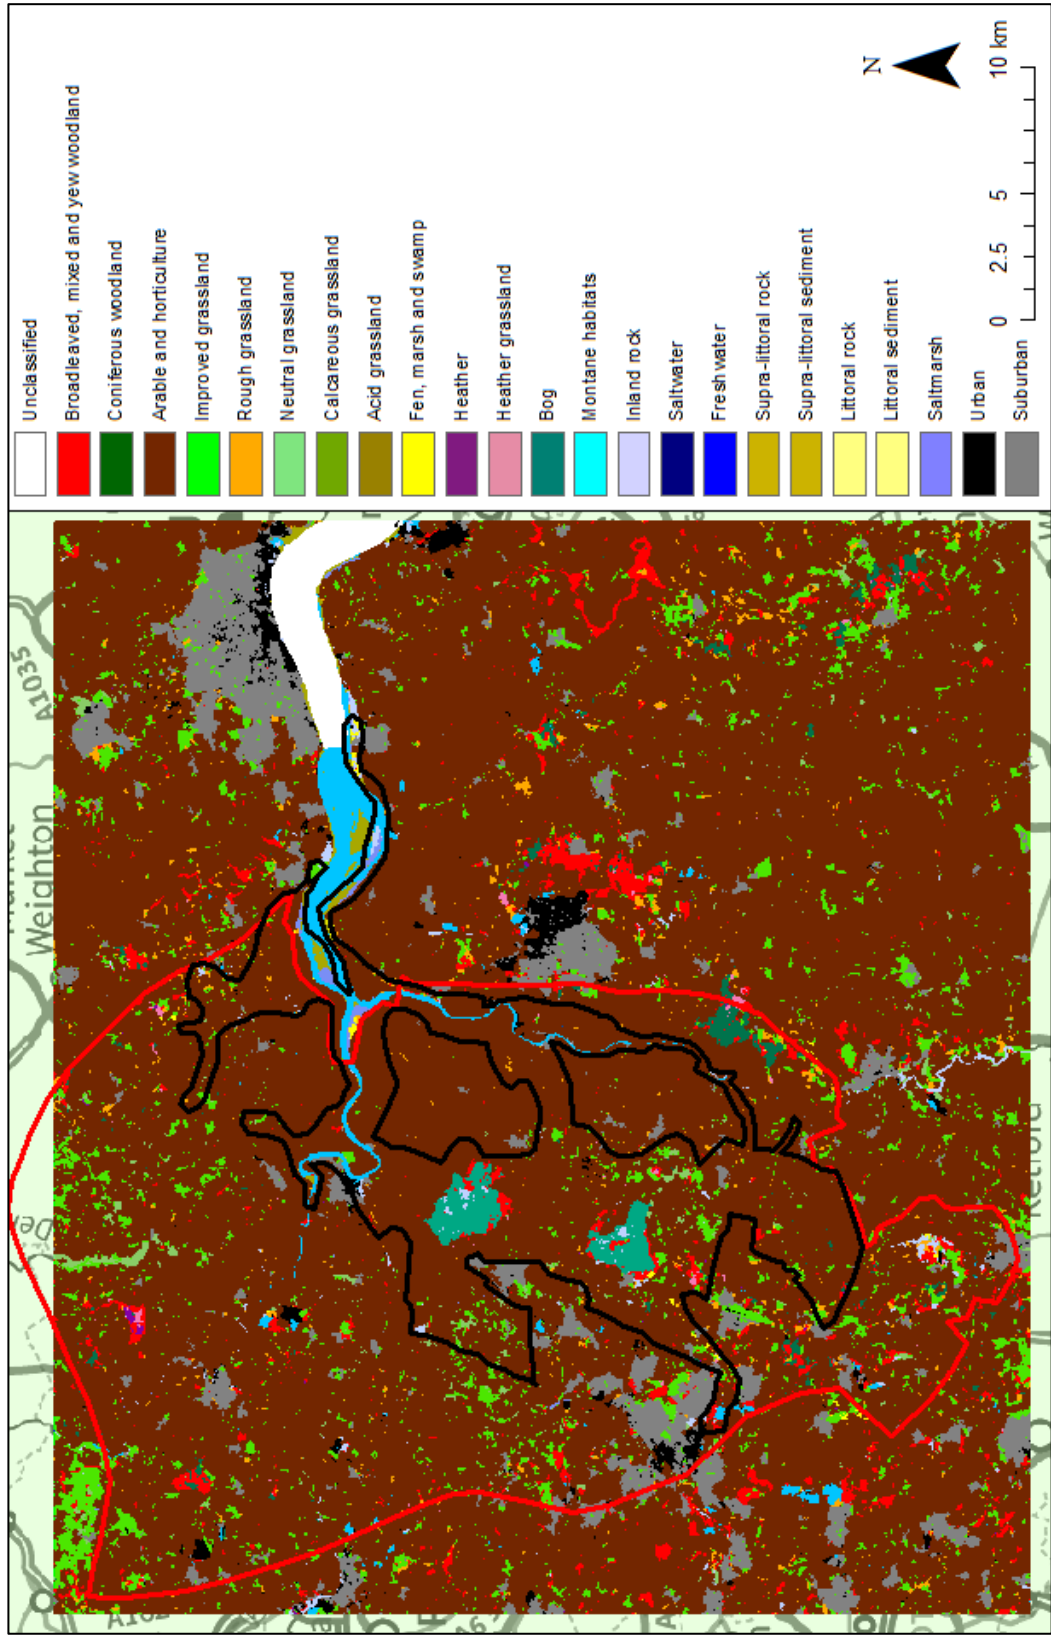 Unclassified
Broadleaved, mixed and yew woodland
Coniferous woodland
Arable and horticulture
Improved grassland
Rough grassland
Neutral grassland
Calcareous grassland
Acid grassland
Fen, marsh and swamp
Heather
Heather grassland
Bog
Montane habitats
Inland rock
Saltwater
Freshwater
Supra-littoral rock
Supra-littoral sediment
Littoral rock
Littoral sediment
Saltmarsh
Urban
Suburban
N
0 2.5 5 10 km
A1035
Weighton